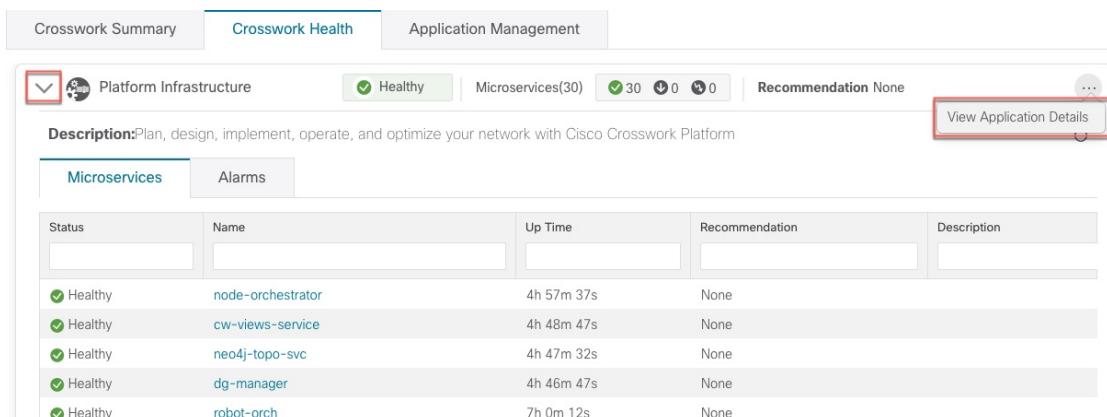 Crosswork Summary Crosswork Health Application Management
Platform Infrastructure Healthy Microservices(30) 30 0 0 Recommendation None ...
View Application Details
Description:Plan, design, implement, operate, and optimize your network with Cisco Crosswork Platform
Microservices Alarms
Status Name Up Time Recommendation Description
Healthy node-orchestrator 4h 57m 37s None
Healthy cw-views-service 4h 48m 47s None
Healthy neo4j-topo-svc 4h 47m 32s None
Healthy dg-manager 4h 46m 47s None
Healthy robot-orch 7h 0m 12s None